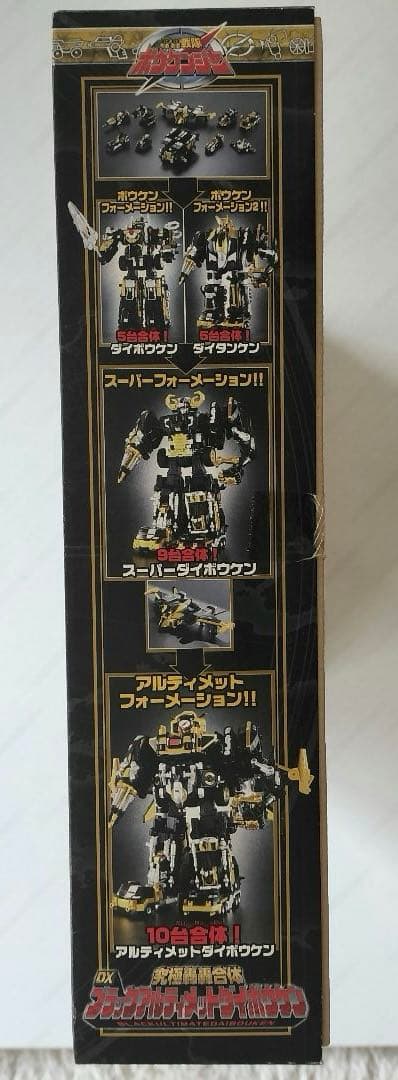 轟轟戦隊
ボウケンジャー
ボウケン
フォーメーション!!
5台合体!
ダイボウケン
ボウケン
フォーメーション2!!
5台合体!
ダイタンケン
スーパーフォーメーション!!
9台合体!
スーパーダイボウケン
アルティメット
フォーメーション!!
10台合体!
アルティメットダイボウケン
究極轟轟合体
DX
ブラックアルティメットダイボウケン
BLACKULTIMATEDAIBOUKEN